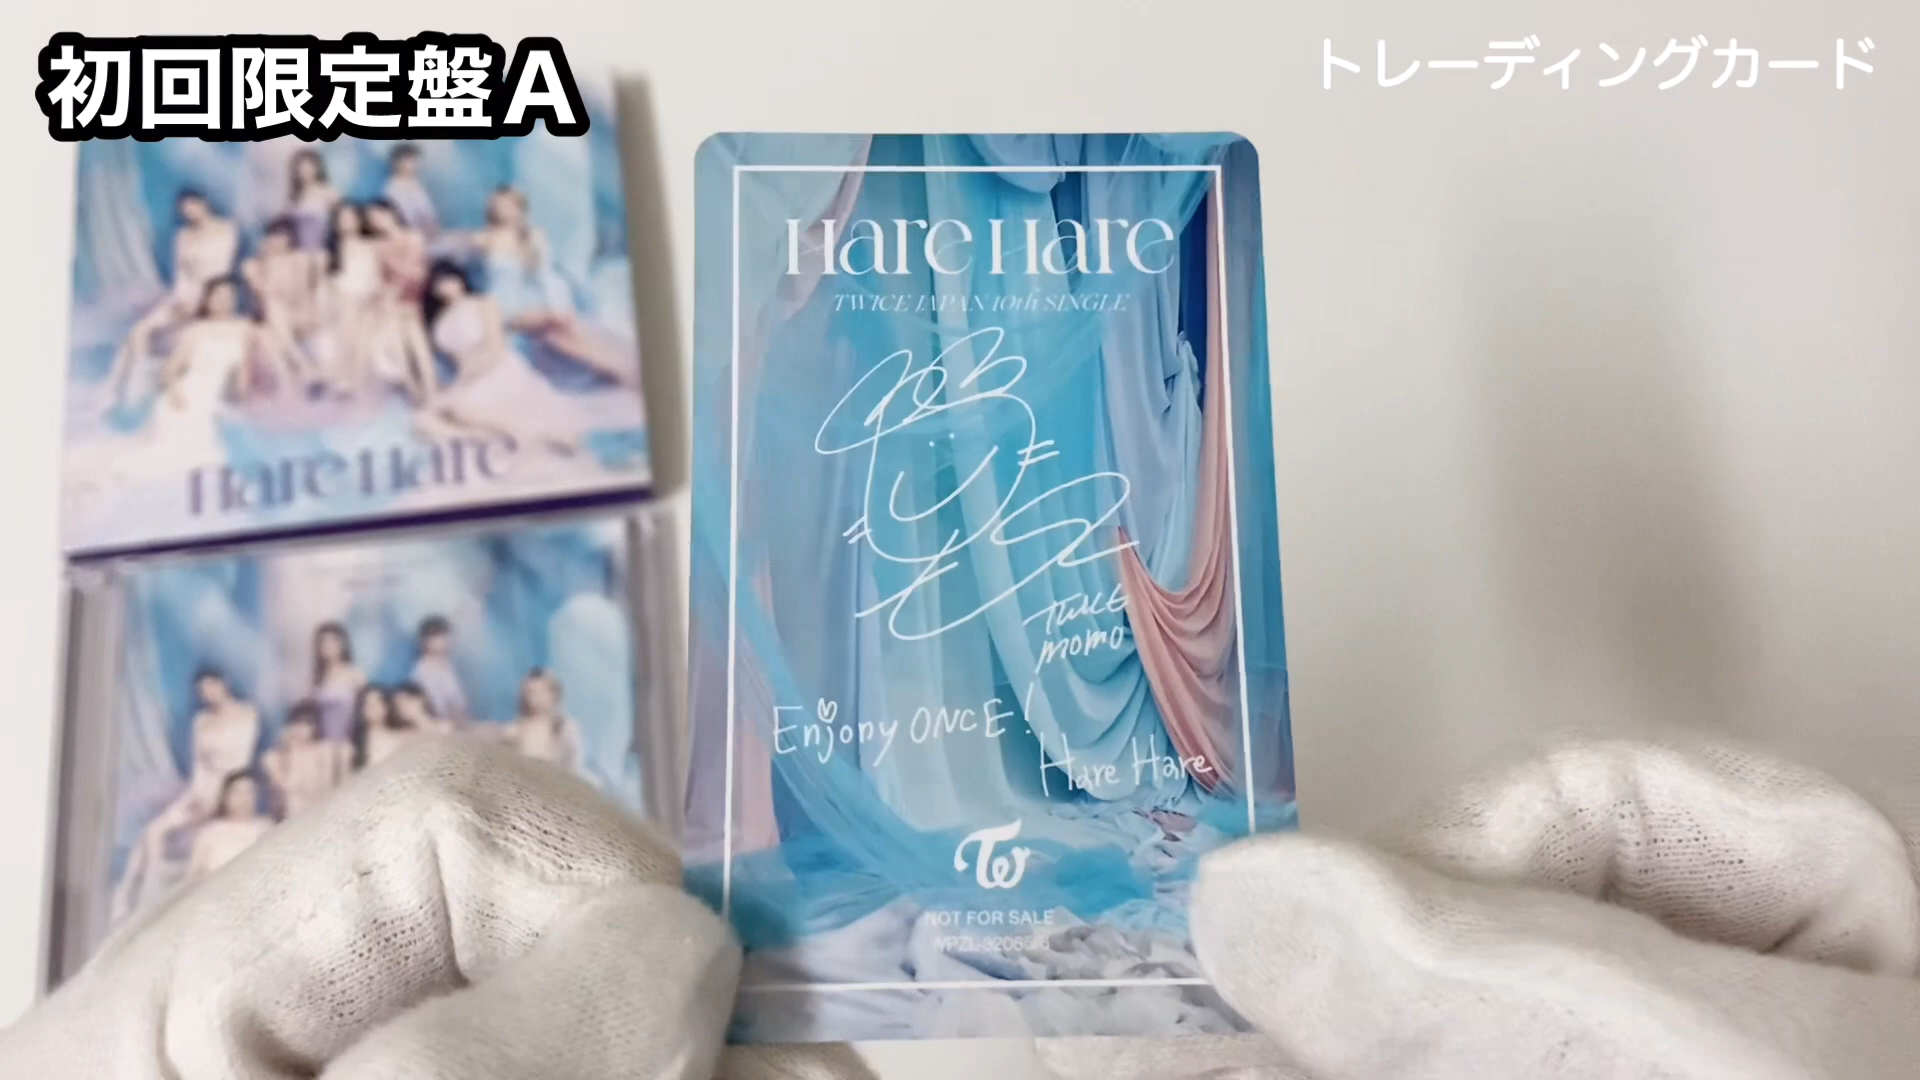 初回限定盤A
トレーディングカード
Hare Hare
TWICE JAPAN 10th SINGLE
TWICE
MOMO
Enjony ONCE!
Hare Hare
NOT FOR SALE
Hare Hare